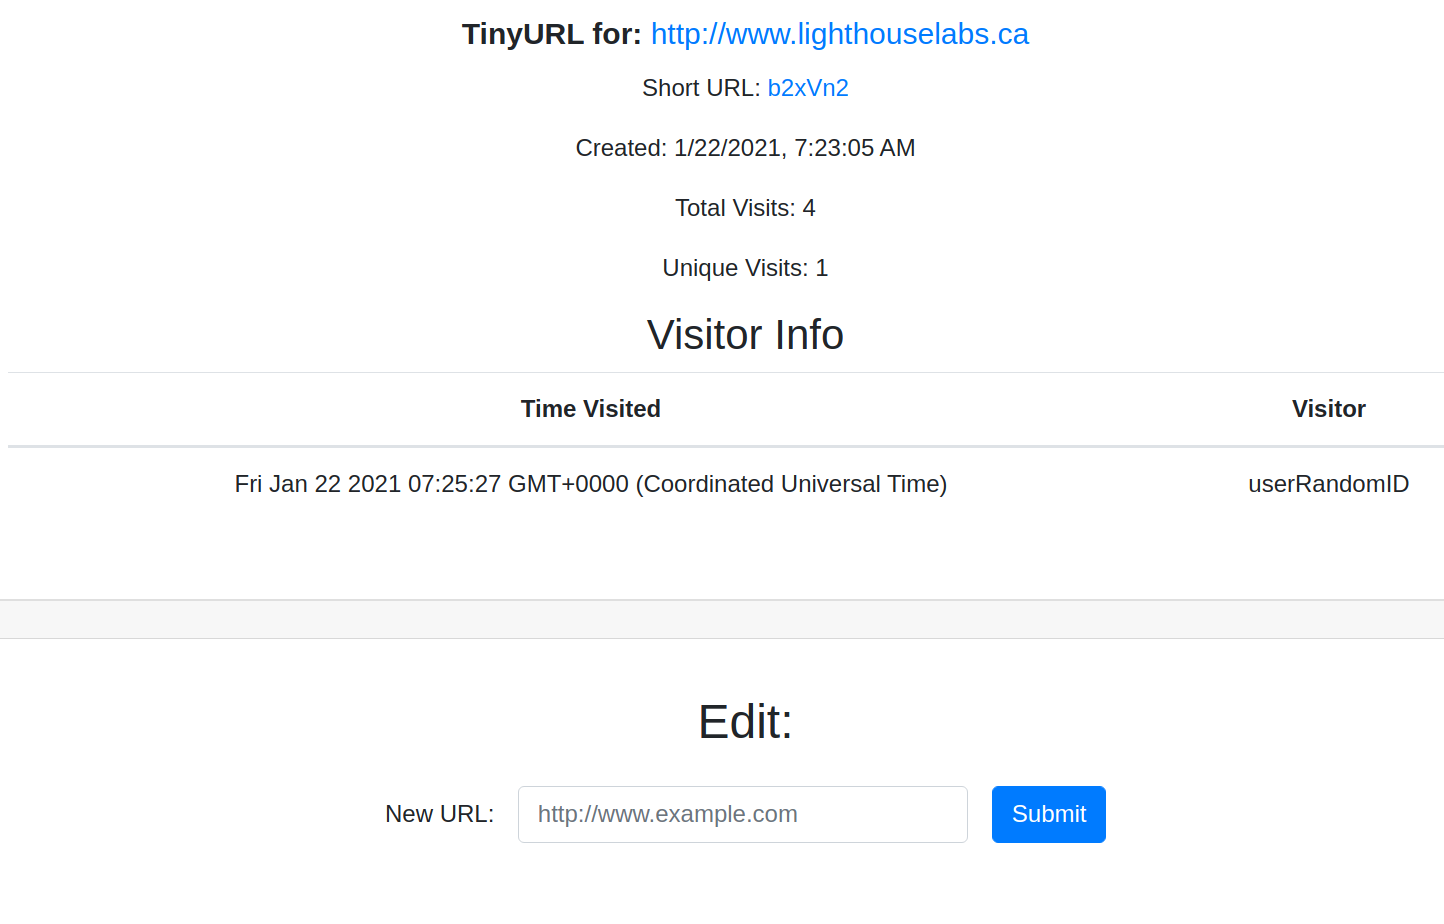 TinyURL for: http://www.lighthouselabs.ca
Short URL: b2xVn2
Created: 1/22/2021, 7:23:05 AM
Total Visits: 4
Unique Visits: 1
Visitor Info
Time Visited Visitor
Fri Jan 22 2021 07:25:27 GMT+0000 (Coordinated Universal Time) userRandomID
Edit:
New URL: http://www.example.com Submit